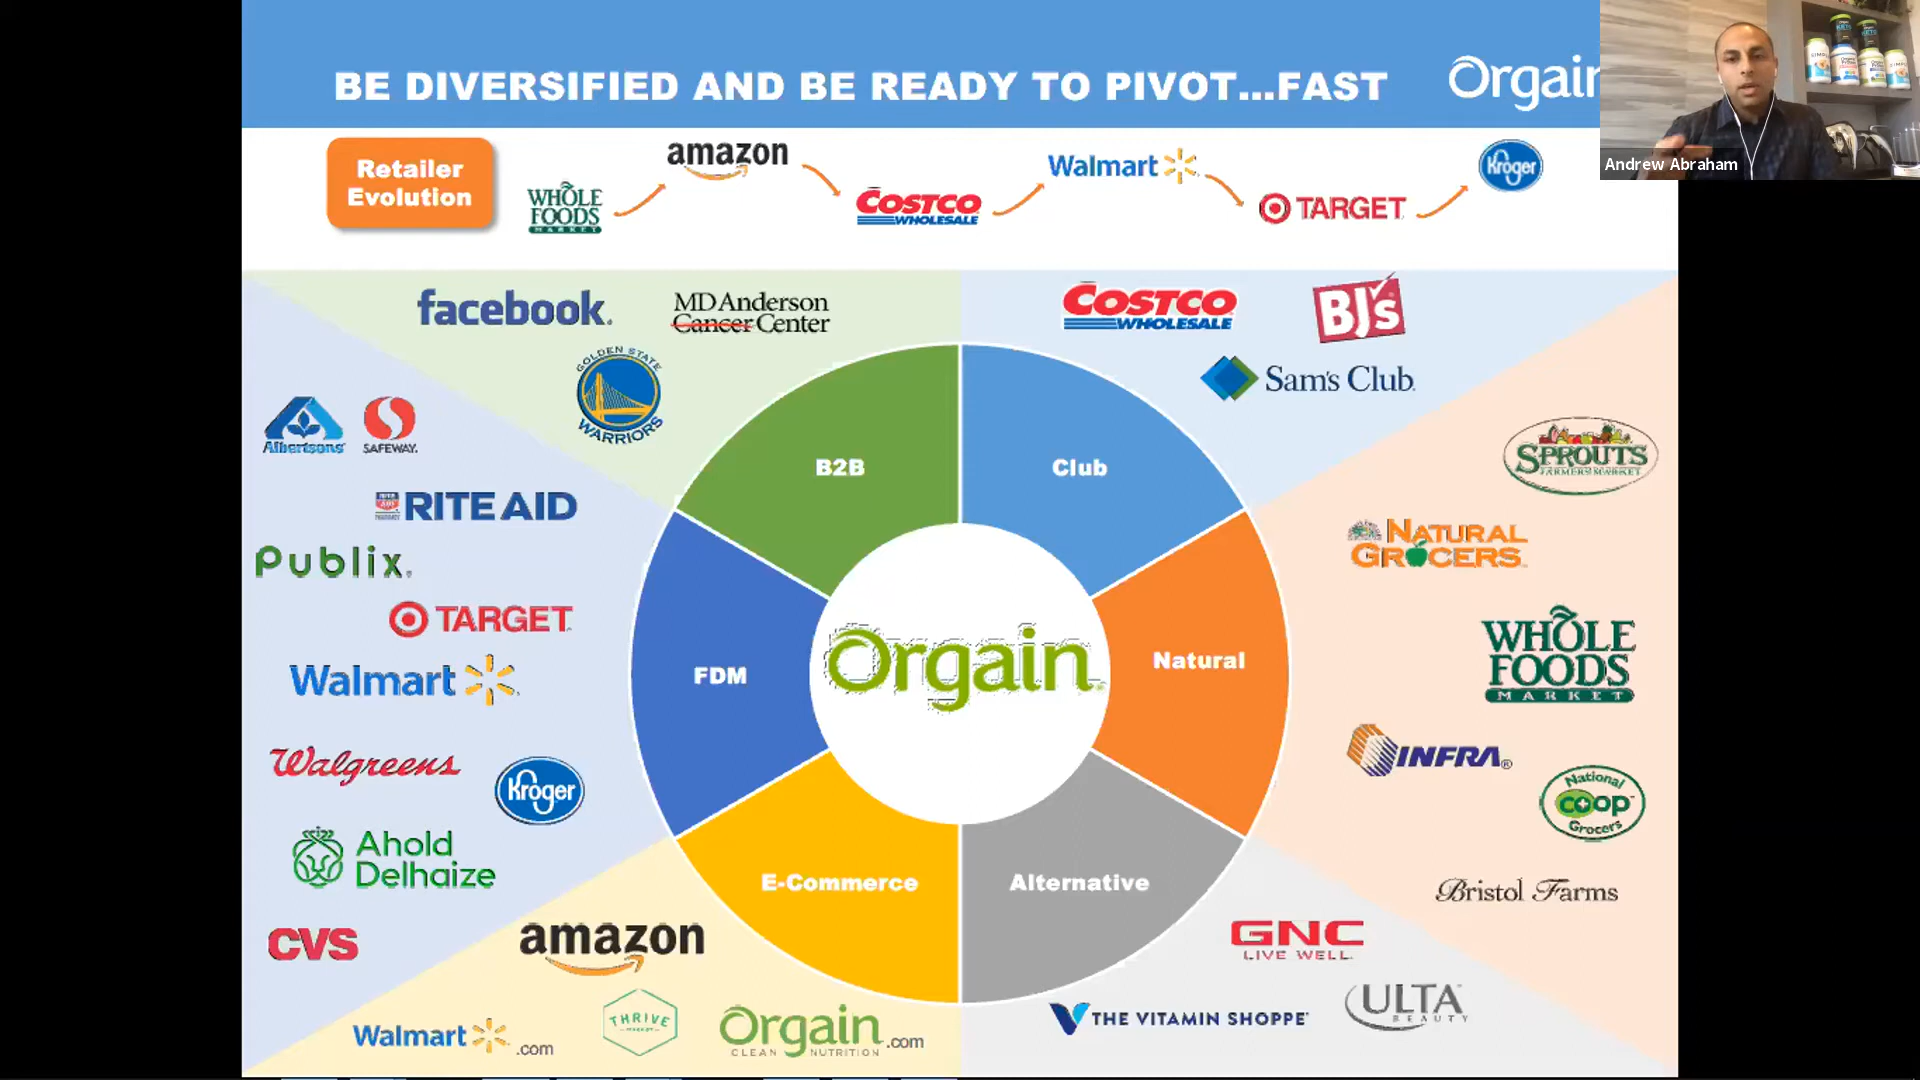 BE DIVERSIFIED AND BE READY TO PIVOT...FAST
Orgain
Andrew Abraham
Retailer
Evolution
WHOLE
FOODS
MARKET
amazon
COSTCO
WHOLESALE
Walmart
TARGET
Kroger
facebook.
MD Anderson
Cancer Center
GOLDEN STATE
WARRIORS
COSTCO
WHOLESALE
BJ's
Sam's Club
Albertsons
SAFEWAY
RITE AID
Publix
TARGET
Walmart
Walgreens
Kroger
Ahold
Delhaize
CVS
B2B
Club
FDM
Orgain
Natural
E-Commerce
Alternative
SPROUTS
FARMERS MARKET
NATURAL
GROCERS
WHOLE
FOODS
MARKET
INFRA®
National
co+op
Grocers
Bristol Farms
amazon
Walmart .com
THRIVE
MARKET
Orgain .com
CLEAN NUTRITION
GNC
LIVE WELL.
THE VITAMIN SHOPPE
ULTA
BEAUTY